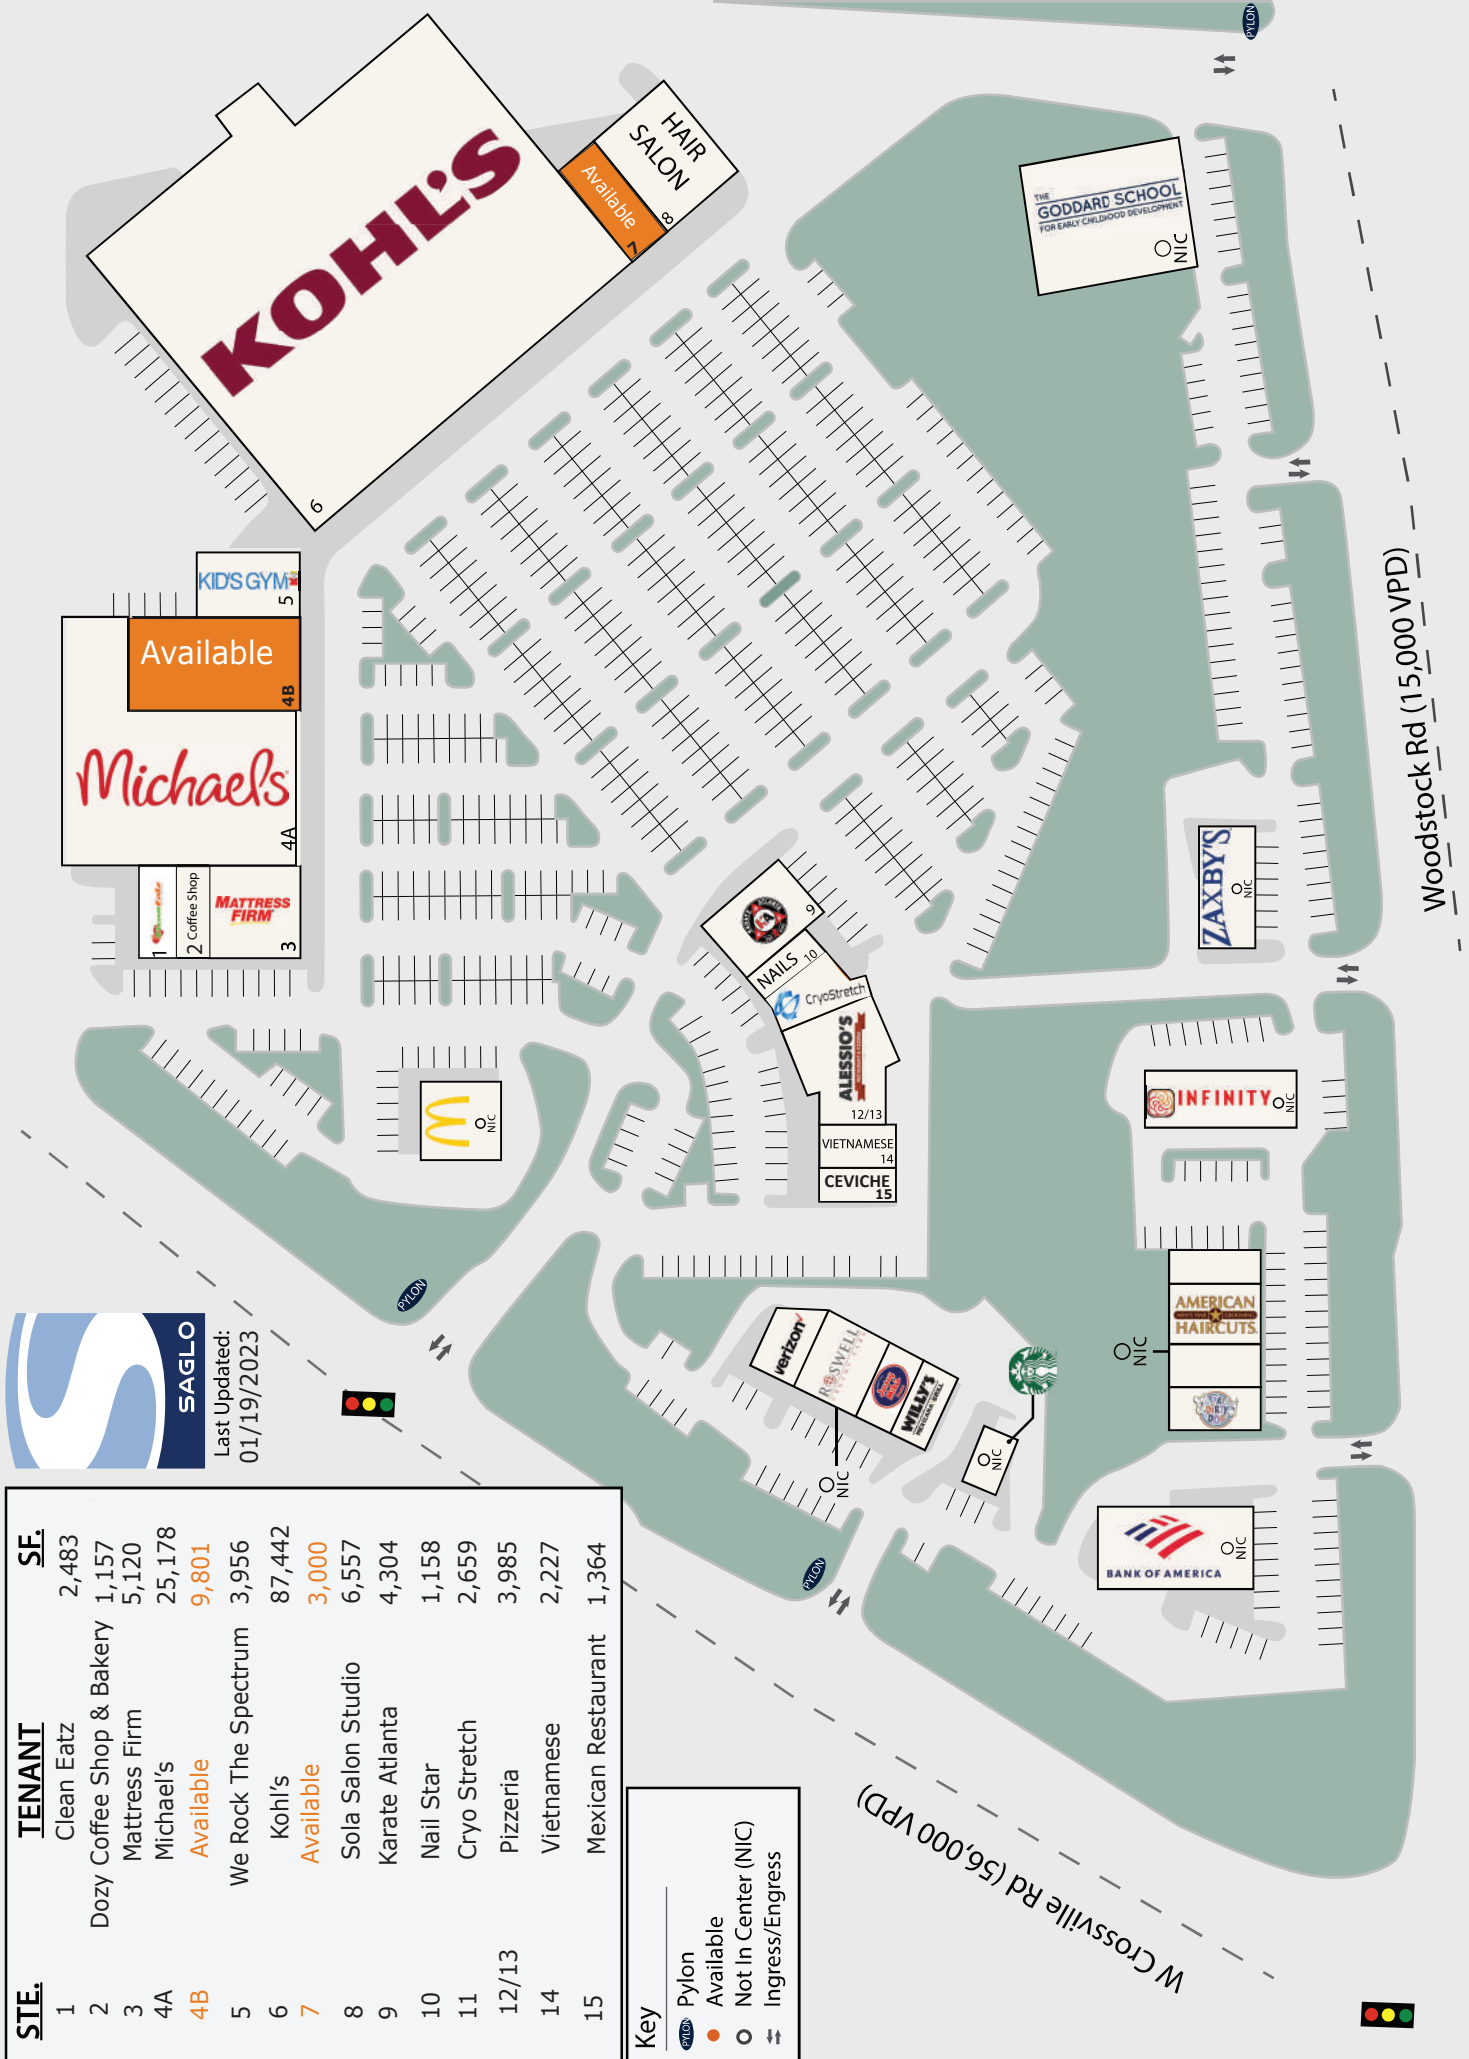 PYLON
KOHL'S
6
Available
7
HAIR
SALON
8
THE
GODDARD SCHOOL
FOR EARLY CHILDHOOD DEVELOPMENT
NIC
KID'S GYM
5
Available
4B
Michaels
4A
1
2 Coffee Shop
MATTRESS
FIRM
3
NIC
9
NAILS 10
CryoStretch
ALESSIO'S
12/13
VIETNAMESE
14
CEVICHE
15
ZAXBY'S
NIC
Woodstock Rd (15,000 VPD)
INFINITY
NIC
AMERICAN
HAIRCUTS
NIC
DIRTY
DOG
verizon
ROSWELL
WILLY'S
MEXICANA GRILL
NIC
NIC
BANK OF AMERICA
NIC
PYLON
PYLON
W Crossville Rd (56,000 VPD)
SAGLO
Last Updated:
01/19/2023
STE. TENANT SF.
1 Clean Eatz 2,483
2 Dozy Coffee Shop & Bakery 1,157
3 Mattress Firm 5,120
4A Michael's 25,178
4B Available 9,801
5 We Rock The Spectrum 3,956
6 Kohl's 87,442
7 Available 3,000
8 Sola Salon Studio 6,557
9 Karate Atlanta 4,304
10 Nail Star 1,158
11 Cryo Stretch 2,659
12/13 Pizzeria 3,985
14 Vietnamese 2,227
15 Mexican Restaurant 1,364
Key
PYLON Pylon
Available
Not In Center (NIC)
Ingress/Engress